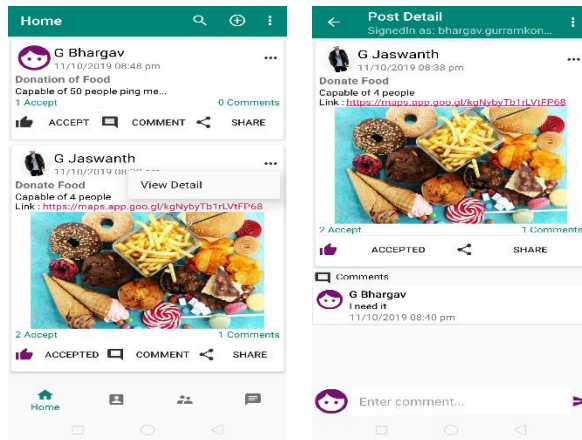 Home
G Bhargav
11/10/2019 08:48 pm
Donation of Food
Capable of 50 people ping me...
1 Accept 0 Comments
ACCEPT COMMENT SHARE
G Jaswanth
11/10/2019 08:
View Detail
Donate Food
Capable of 4 people
Link : https://maps.app.goo.gl/kgNybyTb1rLVtFP68
2 Accept 1 Comments
ACCEPTED COMMENT SHARE
Home
Post Detail
SignedIn as: bhargav.gurramkon...
G Jaswanth
11/10/2019 08:38 pm
Donate Food
Capable of 4 people
Link : https://maps.app.goo.gl/kgNybyTb1rLVtFP68
2 Accept 1 Comments
ACCEPTED SHARE
Comments
G Bhargav
I need it
11/10/2019 08:40 pm
Enter comment...